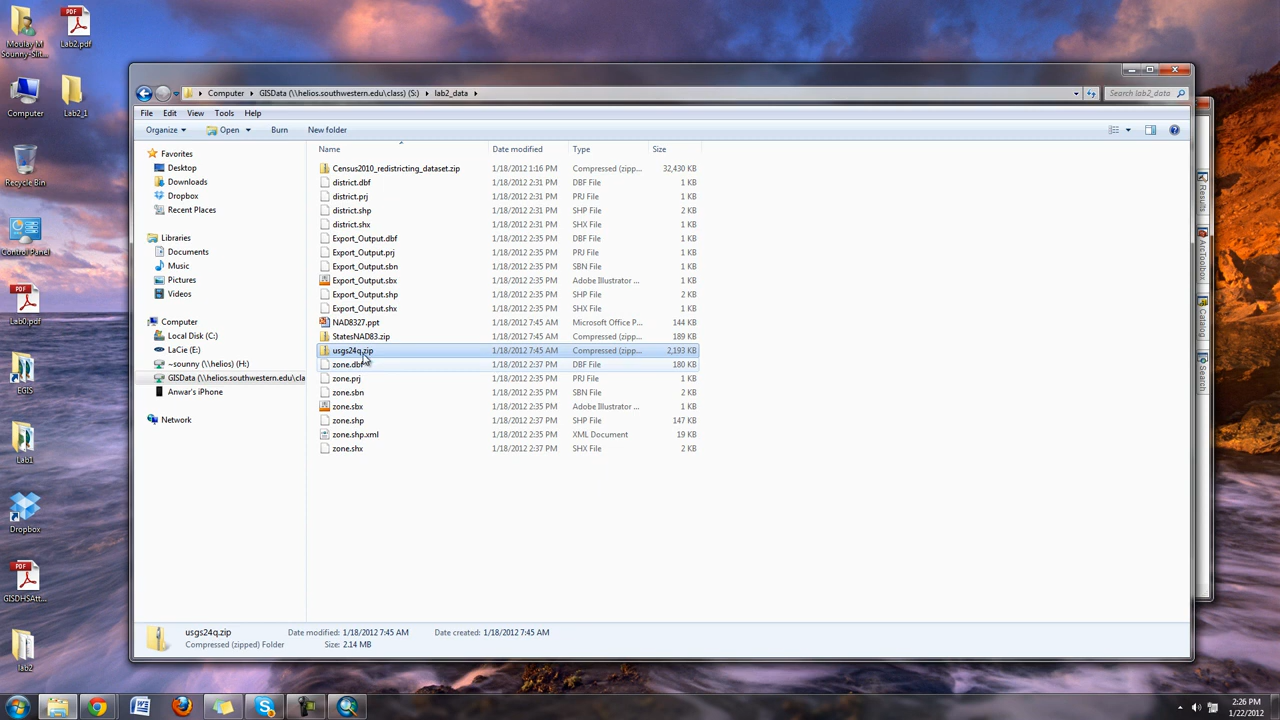 Moulay M
Sounny-Slit...
Lab2.pdf
Computer
Lab2_1
Recycle Bin
Control Panel
Lab0.pdf
EGIS
Lab1
Dropbox
GISDHSAtt...
lab2
Computer
GISData (\\helios.southwestern.edu\class) (S:)
lab2_data
Search lab2_data
File Edit View Tools Help
Organize Open Burn New folder
Favorites
Desktop
Downloads
Dropbox
Recent Places
Libraries
Documents
Music
Pictures
Videos
Computer
Local Disk (C:)
LaCie (E:)
~sounny (\\helios) (H:)
GISData (\\helios.southwestern.edu\cla
Anwar's iPhone
Network
Name Date modified Type Size
Census2010_redistricting_dataset.zip 1/18/2012 1:16 PM Compressed (zipp... 32,430 KB
district.dbf 1/18/2012 2:31 PM DBF File 1 KB
district.prj 1/18/2012 2:31 PM PRJ File 1 KB
district.shp 1/18/2012 2:31 PM SHP File 2 KB
district.shx 1/18/2012 2:31 PM SHX File 1 KB
Export_Output.dbf 1/18/2012 2:35 PM DBF File 1 KB
Export_Output.prj 1/18/2012 2:35 PM PRJ File 1 KB
Export_Output.sbn 1/18/2012 2:35 PM SBN File 1 KB
Export_Output.sbx 1/18/2012 2:35 PM Adobe Illustrator ... 1 KB
Export_Output.shp 1/18/2012 2:35 PM SHP File 2 KB
Export_Output.shx 1/18/2012 2:35 PM SHX File 1 KB
NAD8327.ppt 1/18/2012 7:45 AM Microsoft Office P... 144 KB
StatesNAD83.zip 1/18/2012 7:45 AM Compressed (zipp... 189 KB
usgs24q.zip 1/18/2012 7:45 AM Compressed (zipp... 2,193 KB
zone.dbf 1/18/2012 2:37 PM DBF File 180 KB
zone.prj 1/18/2012 2:35 PM PRJ File 1 KB
zone.sbn 1/18/2012 2:35 PM SBN File 2 KB
zone.sbx 1/18/2012 2:35 PM Adobe Illustrator ... 1 KB
zone.shp 1/18/2012 2:37 PM SHP File 147 KB
zone.shp.xml 1/18/2012 2:35 PM XML Document 19 KB
zone.shx 1/18/2012 2:37 PM SHX File 2 KB
Results
ArcToolbox
Catalog
Search
usgs24q.zip Date modified: 1/18/2012 7:45 AM Date created: 1/18/2012 7:45 AM
Compressed (zipped) Folder Size: 2.14 MB
2:26 PM
1/22/2012